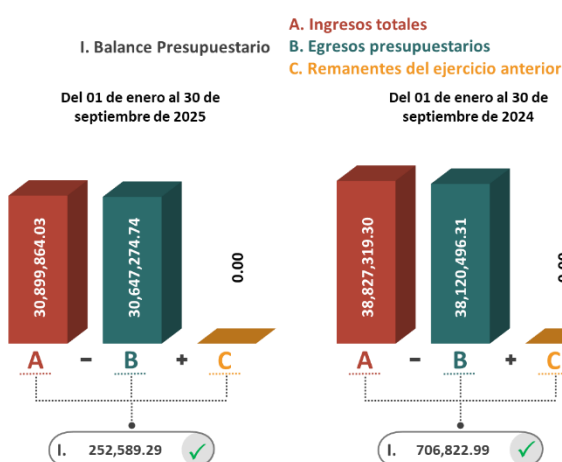 I. Balance Presupuestario
A. Ingresos totales
B. Egresos presupuestarios
C. Remanentes del ejercicio anterior
Del 01 de enero al 30 de
septiembre de 2025
30,899,864.03
30,647,274.74
0.00
A - B + C
I. 252,589.29 ✓
Del 01 de enero al 30 de
septiembre de 2024
38,827,319.30
38,120,496.31
0.00
A - B + C
I. 706,822.99 ✓